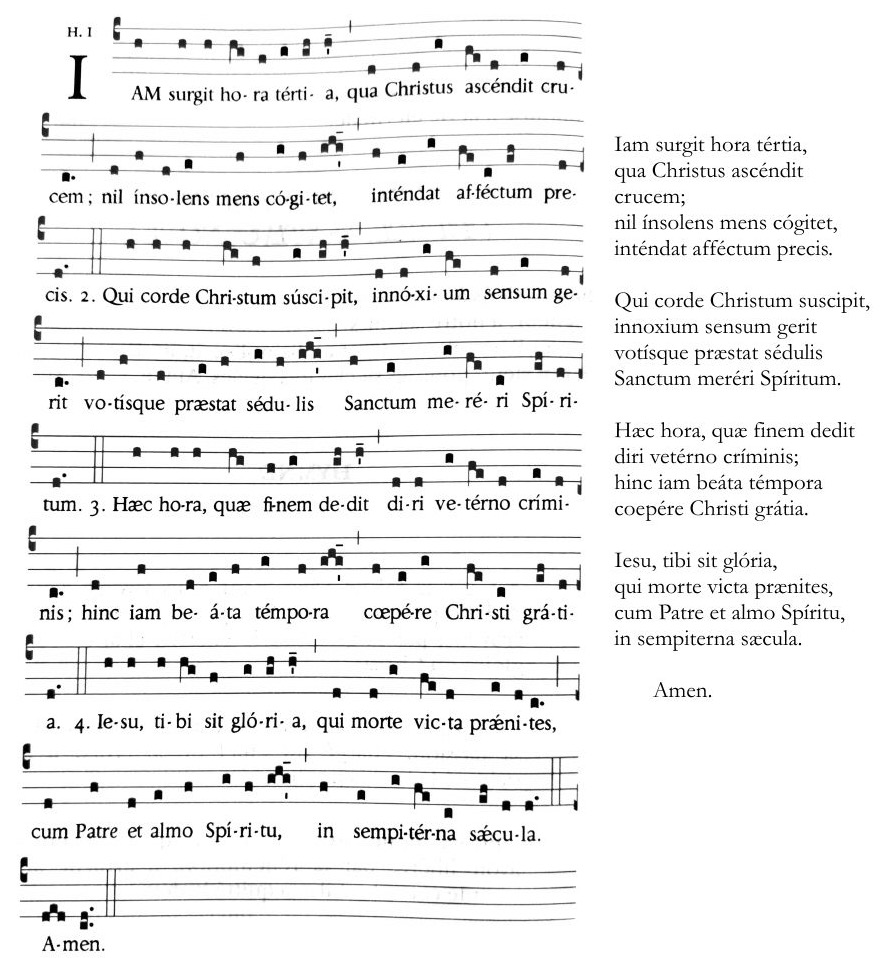 H. I
IAM surgit ho- ra térti- a, qua Christus ascéndit cru-
cem; nil ínso-lens mens có-gi-tet, inténdat af-féctum pre-
cis. 2. Qui corde Chri-stum súsci-pit, innó-xi-um sensum ge-
rit vo-tísque præstat sédu-lis Sanctum me-ré-ri Spí-ri-
tum. 3. Hæc ho-ra, quæ fi-nem de-dit di-ri ve-térno crími-
nis; hinc iam be- á-ta témpo-ra cœpé-re Chri-sti grá-ti-
a. 4. Ie-su, ti-bi sit gló-ri-a, qui morte vic-ta prǽni-tes,
cum Patre et almo Spí-ri-tu, in sempi-tér-na sǽcu-la.
A-men.
Iam surgit hora tértia,
qua Christus ascéndit
crucem;
nil ínsolens mens cógitet,
inténdat afféctum precis.
Qui corde Christum suscipit,
innoxium sensum gerit
votísque præstat sédulis
Sanctum meréri Spíritum.
Hæc hora, quæ finem dedit
diri vetérno críminis;
hinc iam beáta témpora
coepére Christi grátia.
Iesu, tibi sit glória,
qui morte victa prænites,
cum Patre et almo Spíritu,
in sempiterna sæcula.
Amen.